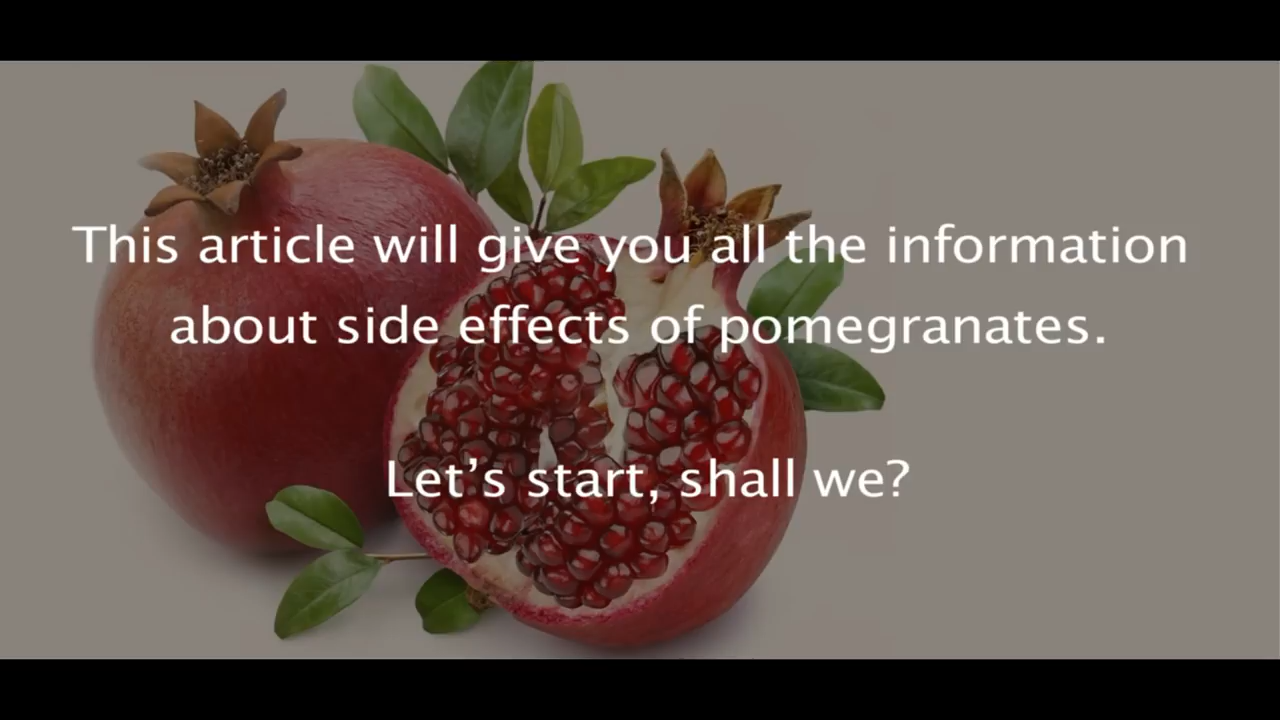 This article will give you all the information
about side effects of pomegranates.
Let’s start, shall we?